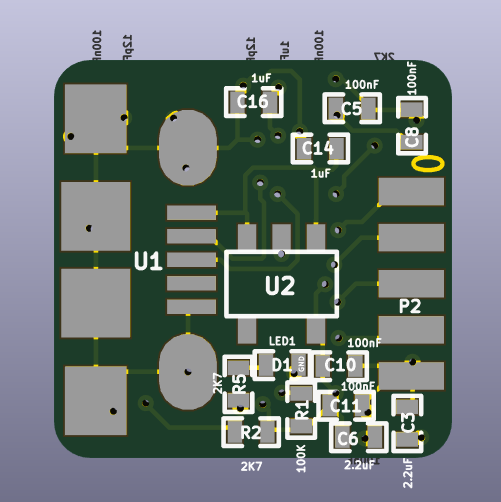 100nF
12pF
12pF
1uF
100nF
2K7
1uF
C16
100nF
C5
100nF
C8
C14
1uF
U1
U2
P2
LED1
D1
GND
100nF
C10
2K7
R5
100nF
C11
R1
C3
R2
C6
2K7
100K
2.2uF
2.2uF